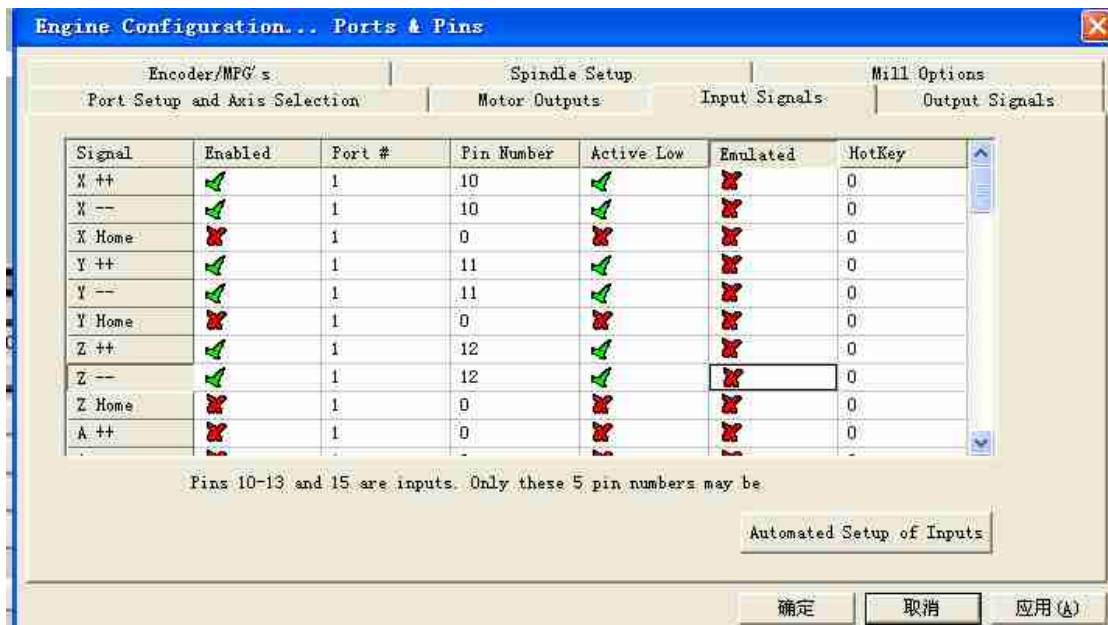 Engine Configuration... Ports & Pins
Encoder/MPG's Spindle Setup Mill Options
Port Setup and Axis Selection Motor Outputs Input Signals Output Signals
Signal Enabled Port # Pin Number Active Low Emulated HotKey
X ++ 1 10 0
X -- 1 10 0
X Home 1 0 0
Y ++ 1 11 0
Y -- 1 11 0
Y Home 1 0 0
Z ++ 1 12 0
Z -- 1 12 0
Z Home 1 0 0
A ++ 1 0 0
Pins 10-13 and 15 are inputs. Only these 5 pin numbers may be
Automated Setup of Inputs
确定 取消 应用(A)